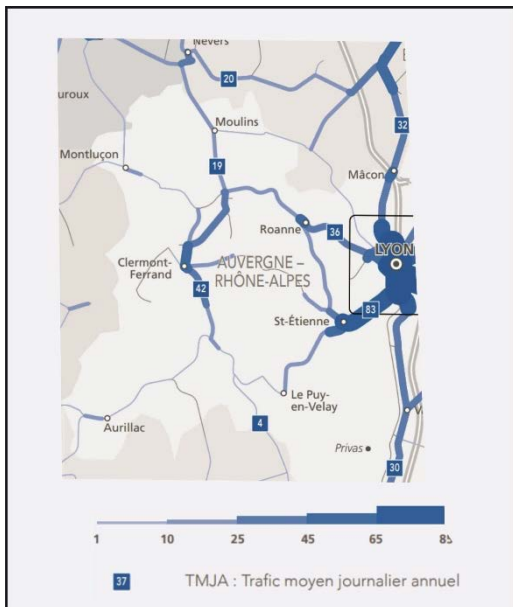 Nevers
20
uroux
Moulins
32
Montluçon
19
Mâcon
Roanne
36
LYON
Clermont-
Ferrand
AUVERGNE –
RHÔNE-ALPES
42
83
St-Étienne
Le Puy-
en-Velay
4
Aurillac
V
Privas
30
1 10 25 45 65 85
37 TMJA : Trafic moyen journalier annuel